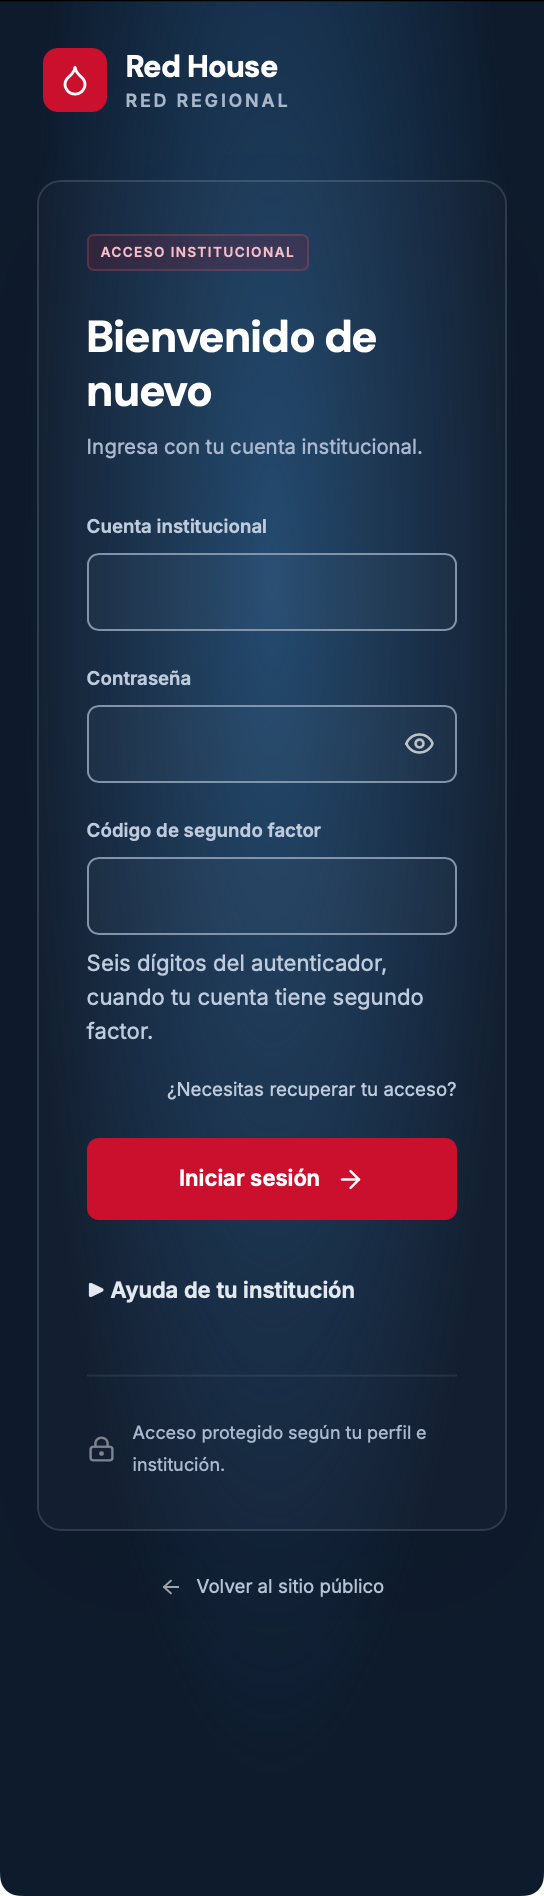 Red House
RED REGIONAL
ACCESO INSTITUCIONAL
Bienvenido de
nuevo
Ingresa con tu cuenta institucional.
Cuenta institucional
Contraseña
Código de segundo factor
Seis dígitos del autenticador,
cuando tu cuenta tiene segundo
factor.
¿Necesitas recuperar tu acceso?
Iniciar sesión
Ayuda de tu institución
Acceso protegido según tu perfil e
institución.
Volver al sitio público